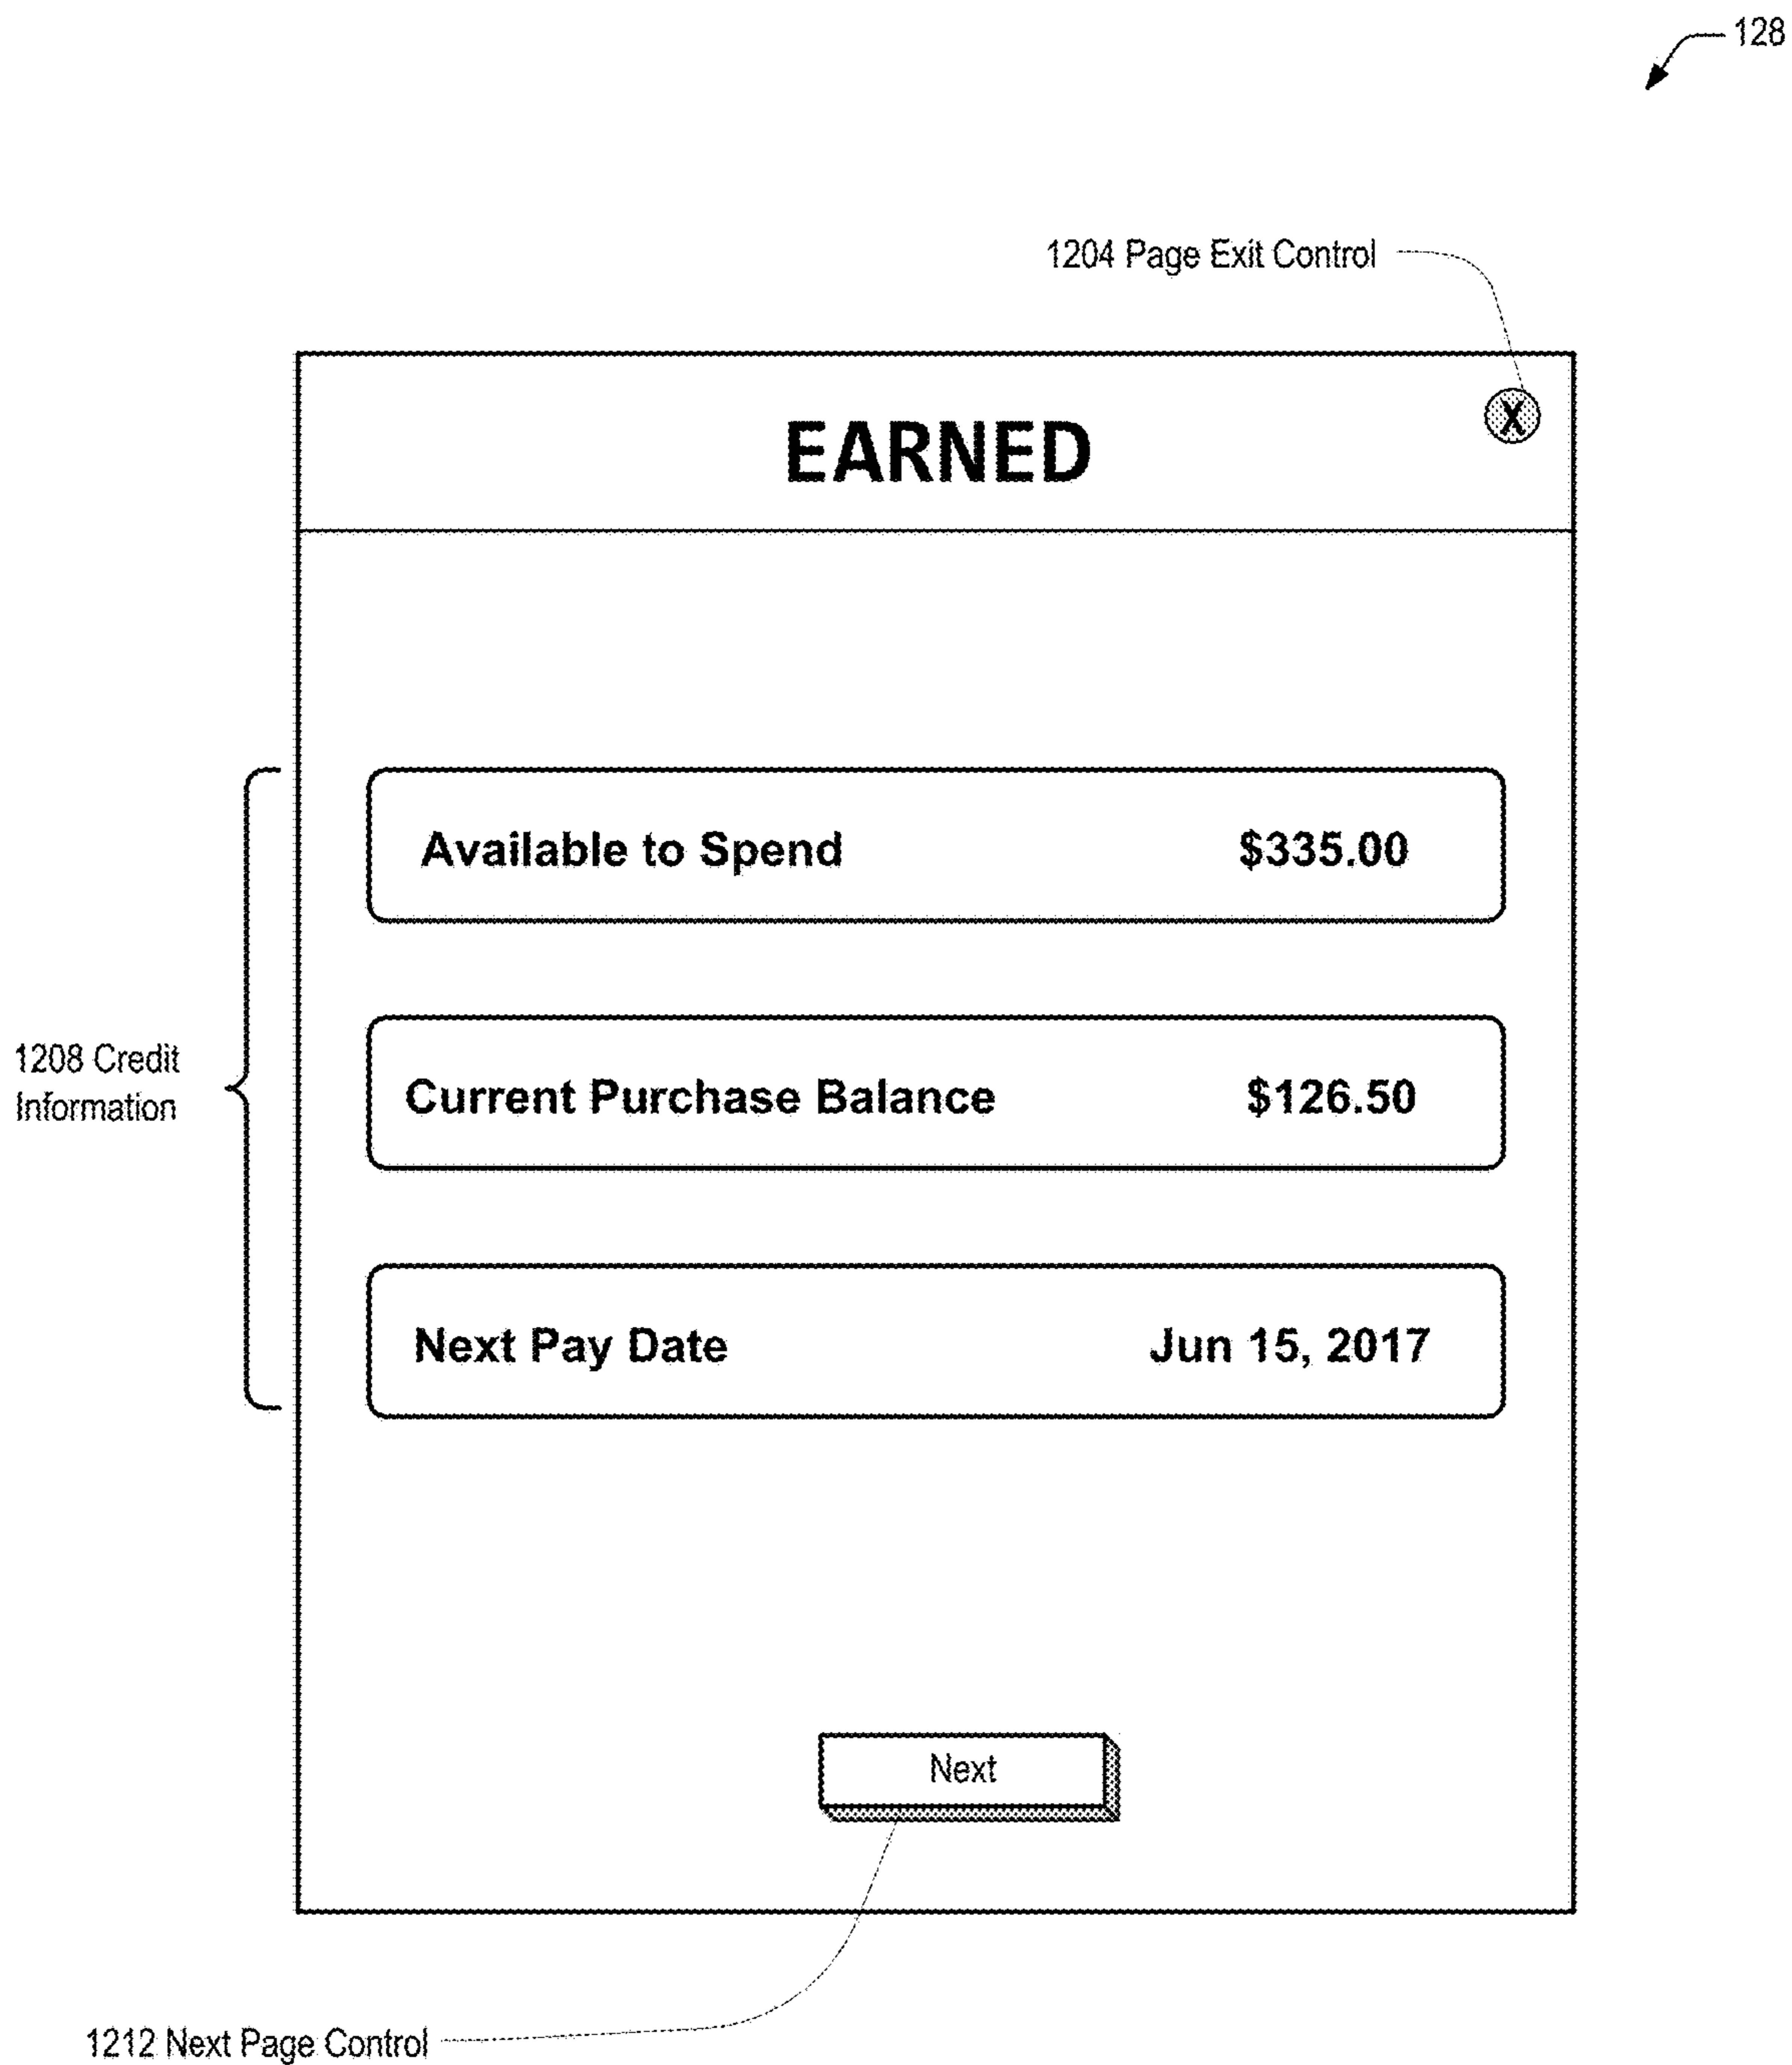 128
1204 Page Exit Control
X
EARNED
Available to Spend $335.00
1208 Credit
Information
Current Purchase Balance $126.50
Next Pay Date Jun 15, 2017
Next
1212 Next Page Control